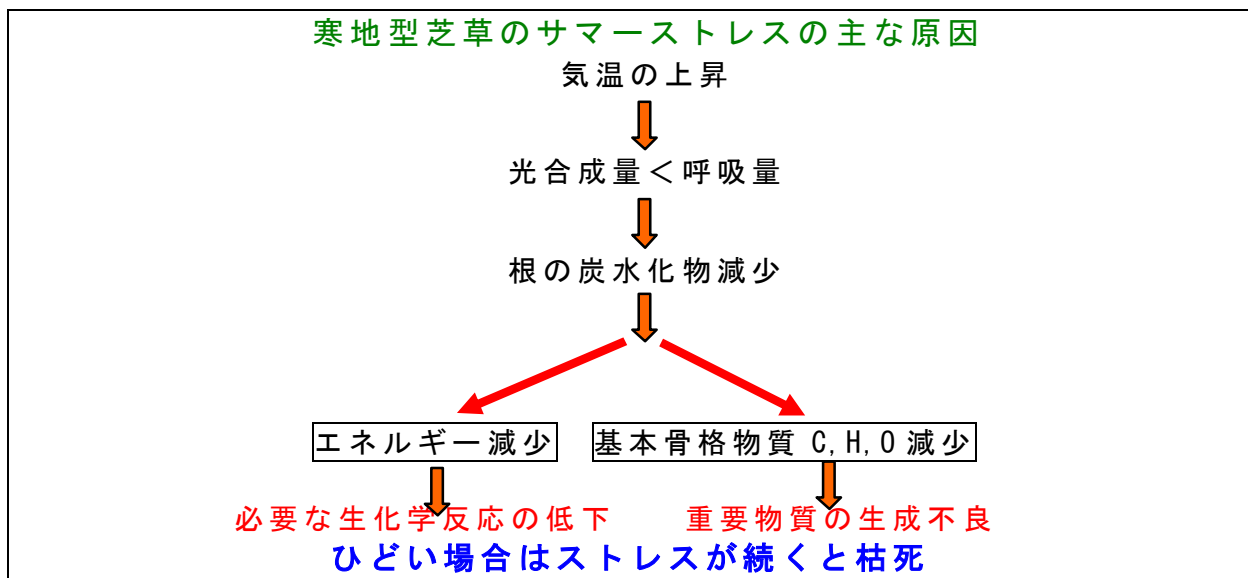 寒地型芝草のサマーストレスの主な原因
気温の上昇
光合成量＜呼吸量
根の炭水化物減少
エネルギー減少　基本骨格物質 C,H,O 減少
必要な生化学反応の低下　重要物質の生成不良
ひどい場合はストレスが続くと枯死